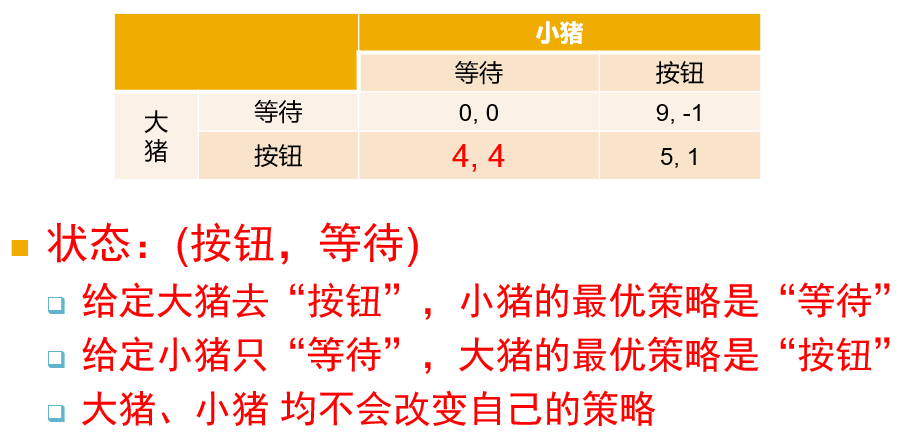 小猪
等待 按钮
大猪
等待 0, 0 9, -1
按钮 4, 4 5, 1
状态：(按钮，等待)
给定大猪去“按钮”，小猪的最优策略是“等待”
给定小猪只“等待”，大猪的最优策略是“按钮”
大猪、小猪 均不会改变自己的策略